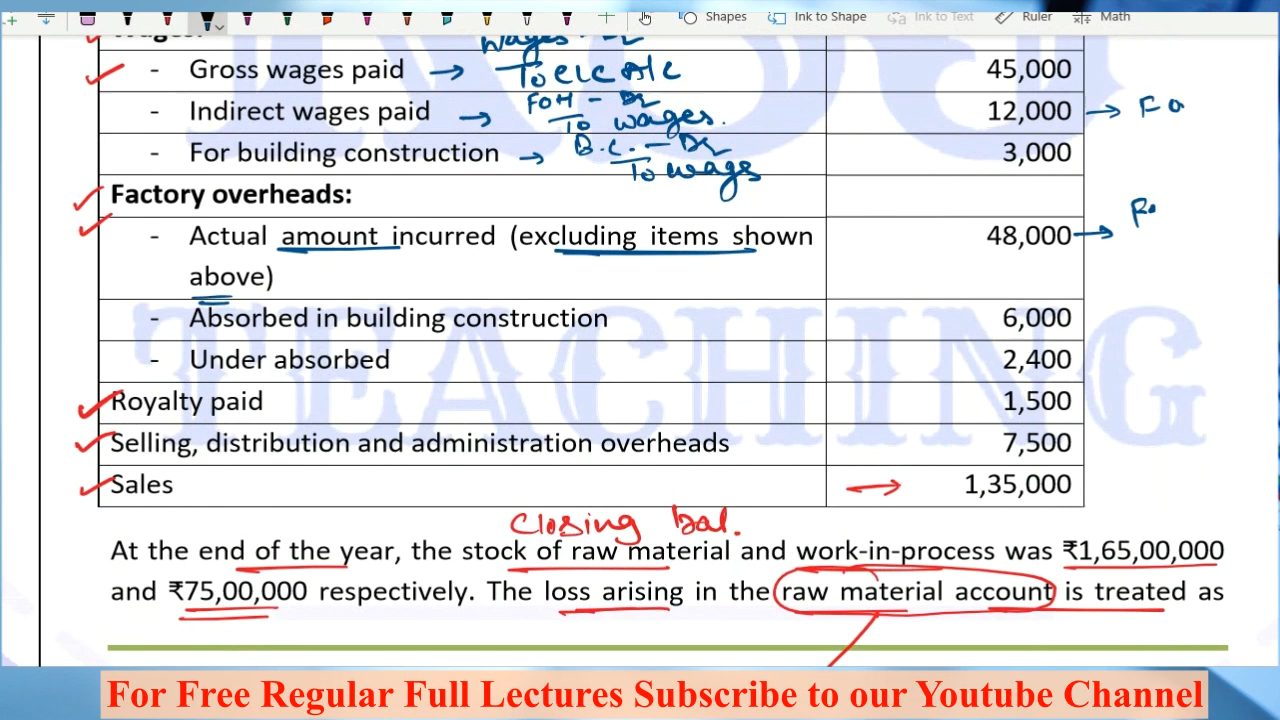 Shapes Ink to Shape Ink to Text Ruler Math
Wages: Wages - Dr
- Gross wages paid → To CLC A/c 45,000
- Indirect wages paid → FOH - Dr To wages. 12,000 → F o
- For building construction → B.C. - Dr To wages 3,000
Factory overheads:
- Actual amount incurred (excluding items shown 48,000 →
above)
- Absorbed in building construction 6,000
- Under absorbed 2,400
Royalty paid 1,500
Selling, distribution and administration overheads 7,500
Sales → 1,35,000
Closing bal.
At the end of the year, the stock of raw material and work-in-process was ₹1,65,00,000
and ₹75,00,000 respectively. The loss arising in the raw material account is treated as
TEACHING
For Free Regular Full Lectures Subscribe to our Youtube Channel